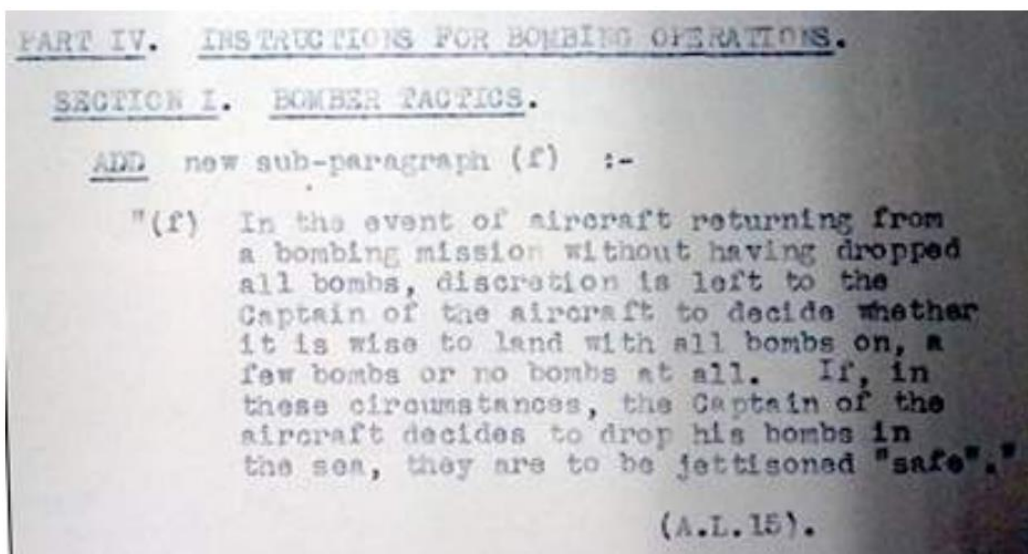 PART IV. INSTRUCTIONS FOR BOMBING OPERATIONS.
SECTION I. BOMBER TACTICS.
ADD new sub-paragraph (f) :-
"(f) In the event of aircraft returning from
a bombing mission without having dropped
all bombs, discretion is left to the
Captain of the aircraft to decide whether
it is wise to land with all bombs on, a
few bombs or no bombs at all. If, in
these circumstances, the Captain of the
aircraft decides to drop his bombs in
the sea, they are to be jettisoned "safe"."
(A.L.15).